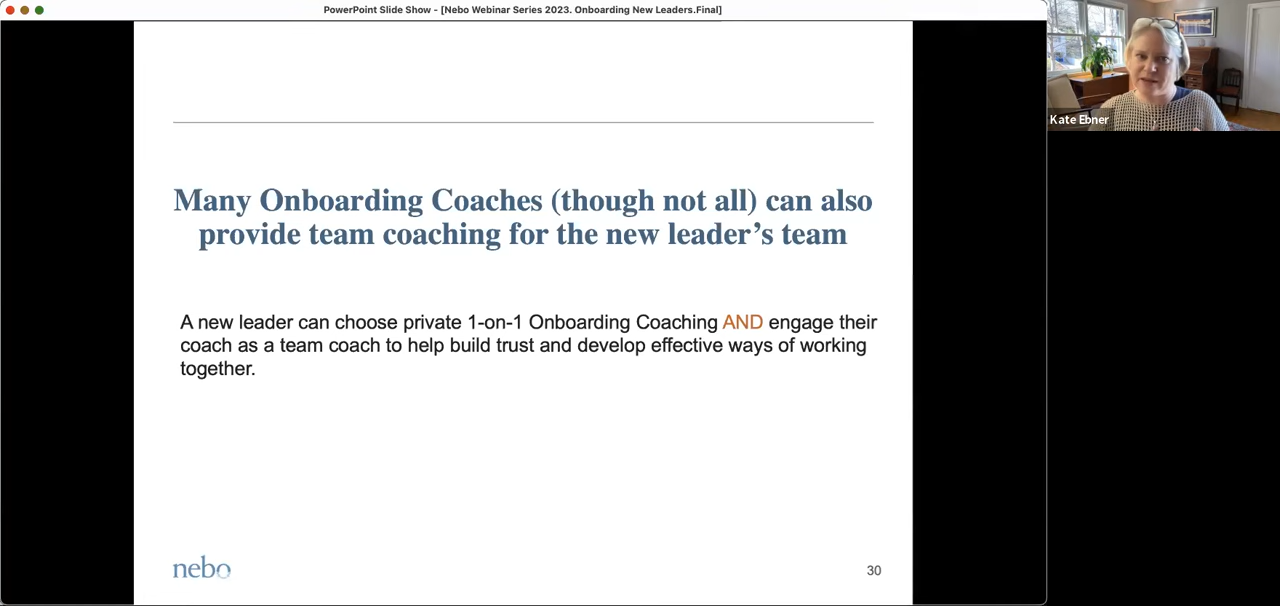 PowerPoint Slide Show - [Nebo Webinar Series 2023. Onboarding New Leaders.Final]
Kate Ebner
Many Onboarding Coaches (though not all) can also
provide team coaching for the new leader’s team
A new leader can choose private 1-on-1 Onboarding Coaching AND engage their
coach as a team coach to help build trust and develop effective ways of working
together.
nebo
30